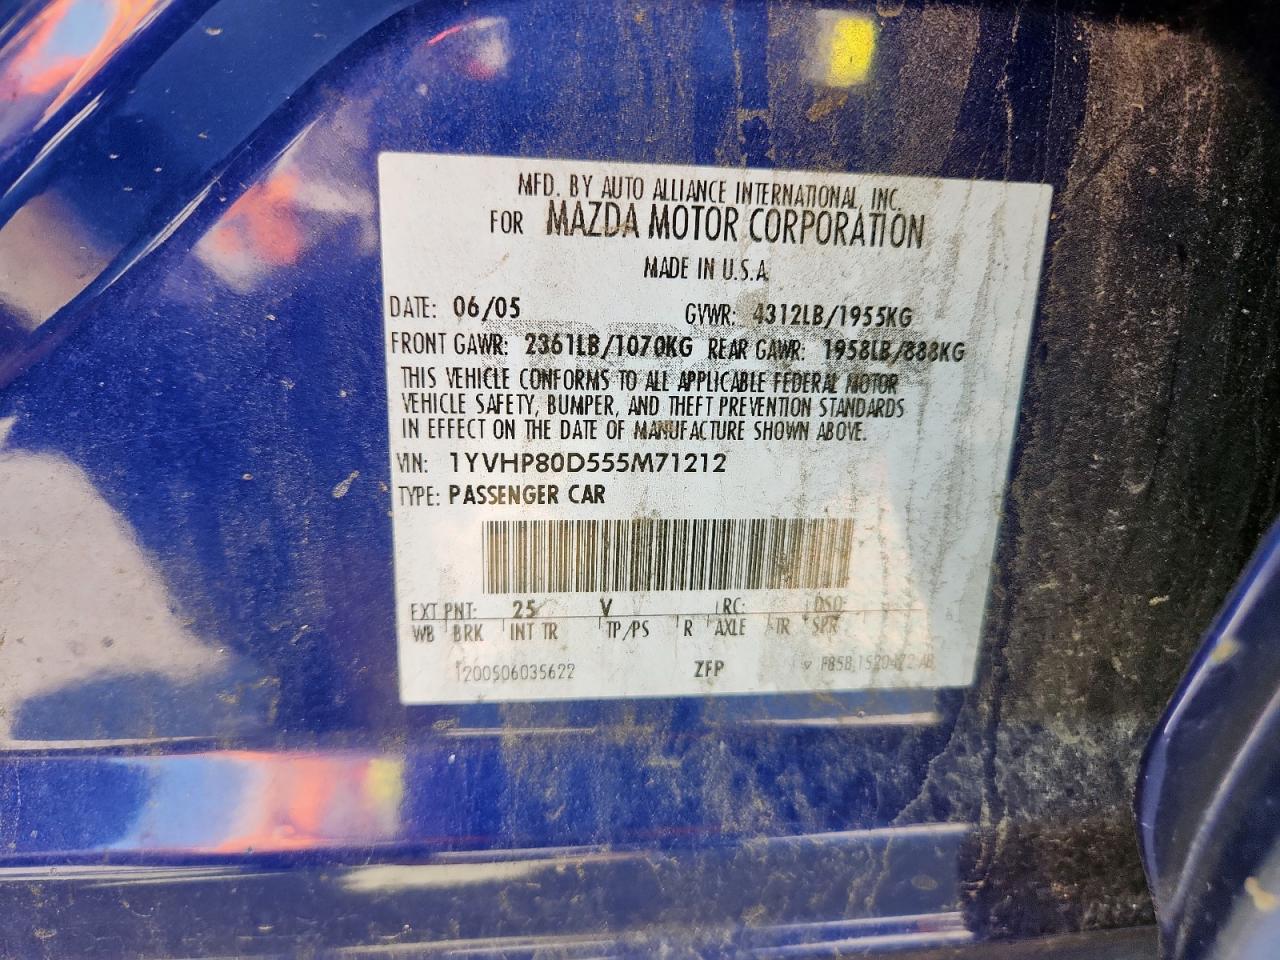 MFD. BY AUTO ALLIANCE INTERNATIONAL, INC.
FOR MAZDA MOTOR CORPORATION
MADE IN U.S.A
DATE: 06/05 GVWR: 4312LB/1955KG
FRONT GAWR: 2361LB/1070KG REAR GAWR: 1958LB/888KG
THIS VEHICLE CONFORMS TO ALL APPLICABLE FEDERAL MOTOR
VEHICLE SAFETY, BUMPER, AND THEFT PREVENTION STANDARDS
IN EFFECT ON THE DATE OF MANUFACTURE SHOWN ABOVE.
VIN: 1YVHP80D555M71212
TYPE: PASSENGER CAR
EXT PNT: 25 V RC: DSO:
WB BRK INT TR TP/PS R AXLE TR SPR
1200506035622 ZFP